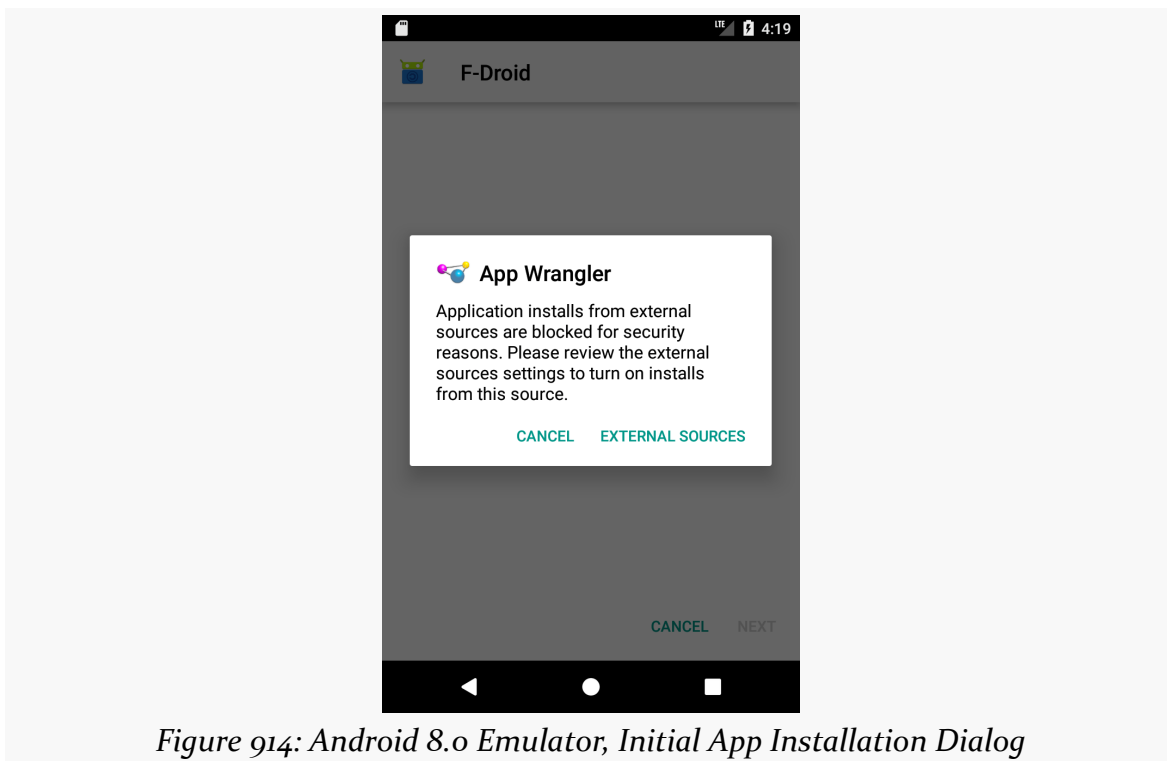 LTE 4:19
F-Droid
App Wrangler
Application installs from external
sources are blocked for security
reasons. Please review the external
sources settings to turn on installs
from this source.
CANCEL EXTERNAL SOURCES
CANCEL NEXT
Figure 914: Android 8.0 Emulator, Initial App Installation Dialog